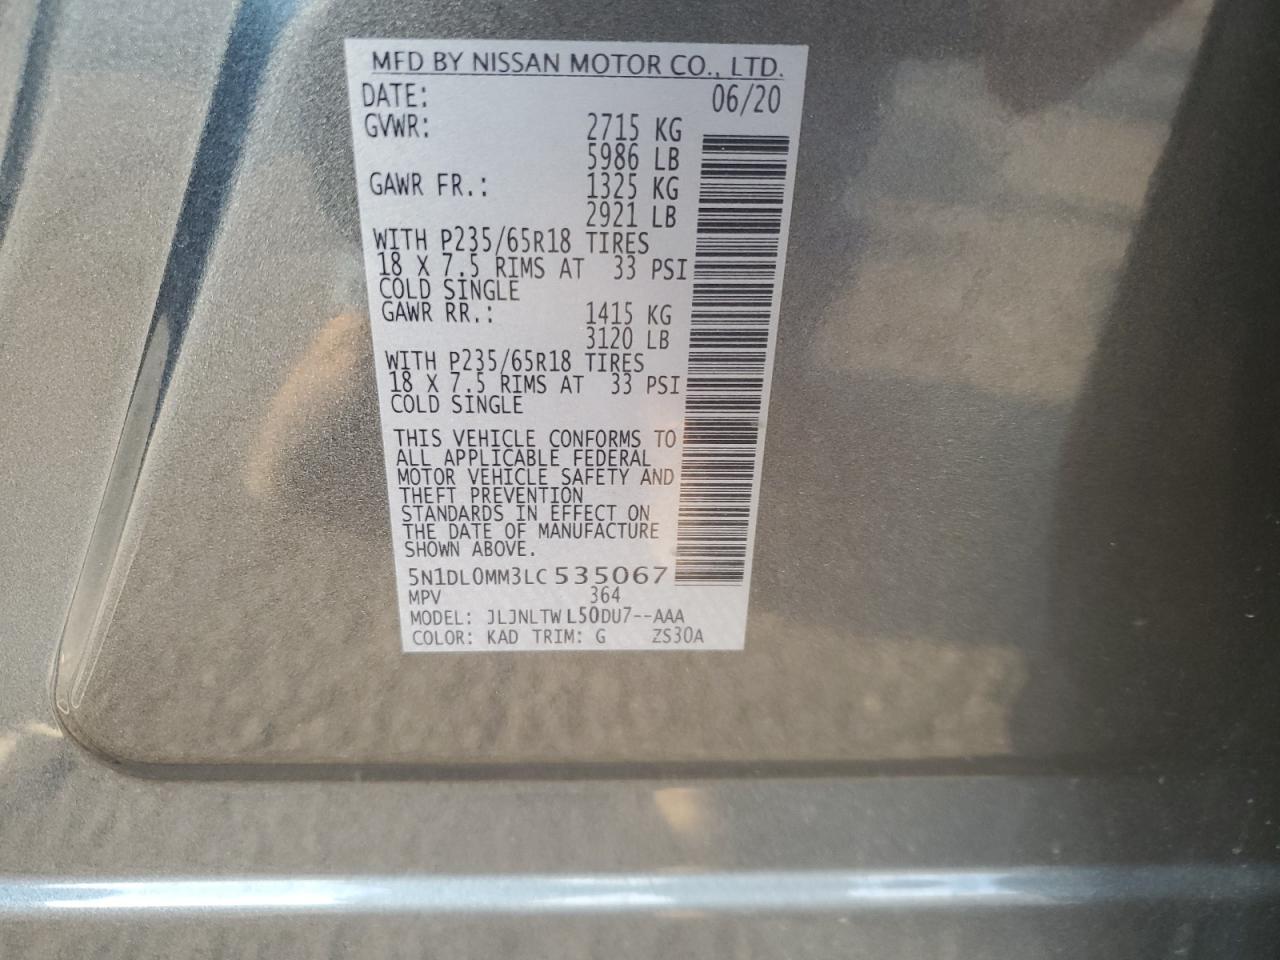 MFD BY NISSAN MOTOR CO., LTD.
DATE: 06/20
GVWR: 2715 KG
5986 LB
GAWR FR.: 1325 KG
2921 LB
WITH P235/65R18 TIRES
18 X 7.5 RIMS AT 33 PSI
COLD SINGLE
GAWR RR.: 1415 KG
3120 LB
WITH P235/65R18 TIRES
18 X 7.5 RIMS AT 33 PSI
COLD SINGLE
THIS VEHICLE CONFORMS TO
ALL APPLICABLE FEDERAL
MOTOR VEHICLE SAFETY AND
THEFT PREVENTION
STANDARDS IN EFFECT ON
THE DATE OF MANUFACTURE
SHOWN ABOVE.
5N1DL0MM3LC535067
MPV 364
MODEL: JLJNLTWL50DU7--AAA
COLOR: KAD TRIM: G ZS30A